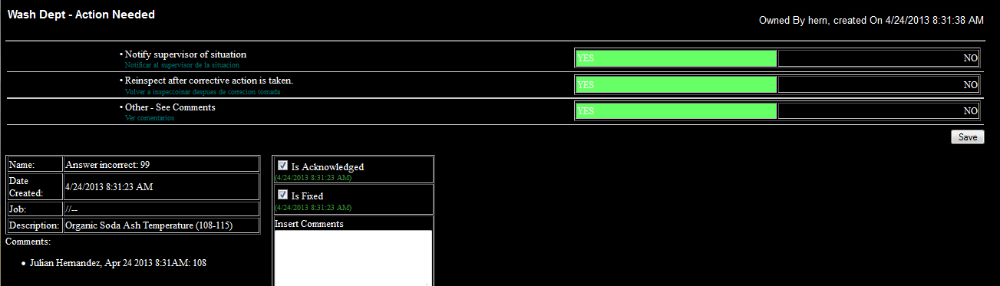 Wash Dept - Action Needed
Owned By hern, created On 4/24/2013 8:31:38 AM
• Notify supervisor of situation
Notificar al supervisor de la situacion
YES NO
• Reinspect after corrective action is taken.
Volver a inspeccoinar despues de correcion tomada
YES NO
• Other - See Comments
Ver comentarios
YES NO
Save
Name: Answer incorrect: 99
Date Created: 4/24/2013 8:31:23 AM
Job: //--
Description: Organic Soda Ash Temperature (108-115)
Comments:
• Julian Hernandez, Apr 24 2013 8:31AM: 108
Is Acknowledged
(4/24/2013 8:31:23 AM)
Is Fixed
(4/24/2013 8:31:23 AM)
Insert Comments